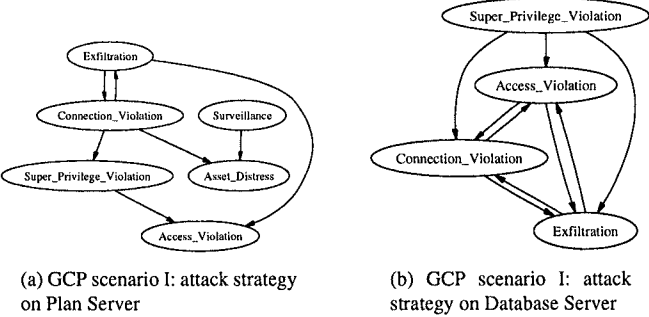 Super_Privilege_Violation
Exfiltration
Access_Violation
Connection_Violation
Surveillance
Connection_Violation
Super_Privilege_Violation
Asset_Distress
Access_Violation
Exfiltration
(a) GCP scenario I: attack strategy
on Plan Server
(b) GCP scenario I: attack
strategy on Database Server